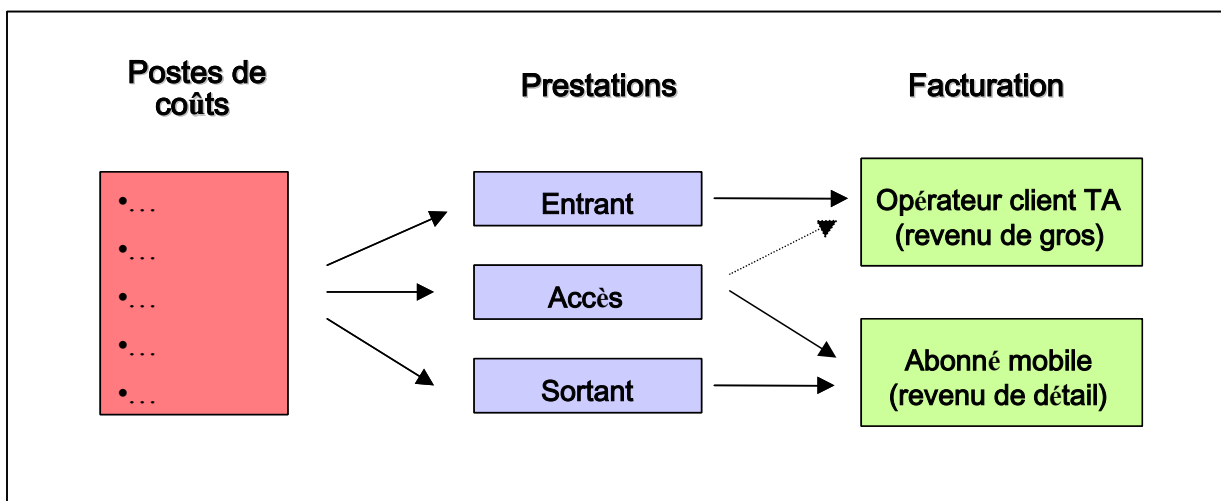 Postes de
coûts
Prestations
Facturation
•...
•...
•...
•...
•...
Entrant
Accès
Sortant
Opérateur client TA
(revenu de gros)
Abonné mobile
(revenu de détail)